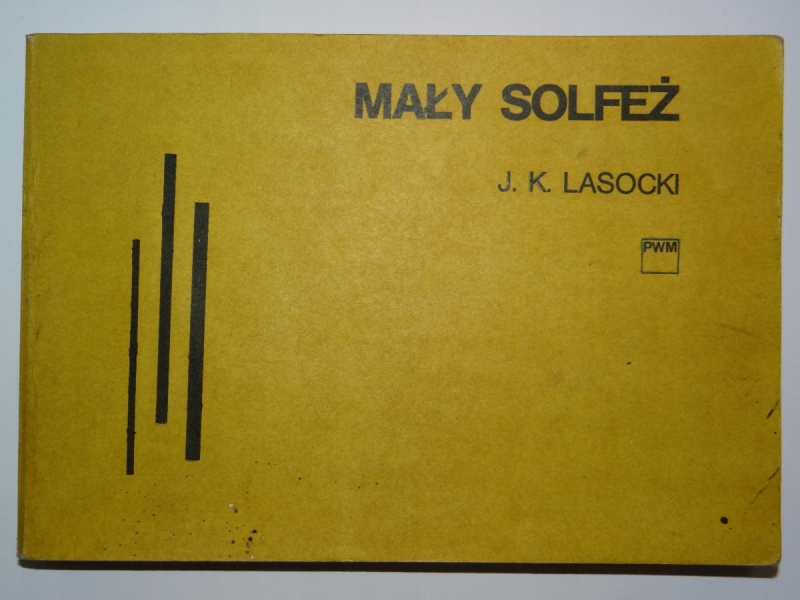 MAŁY SOLFEŻ
J. K. LASOCKI
PWM